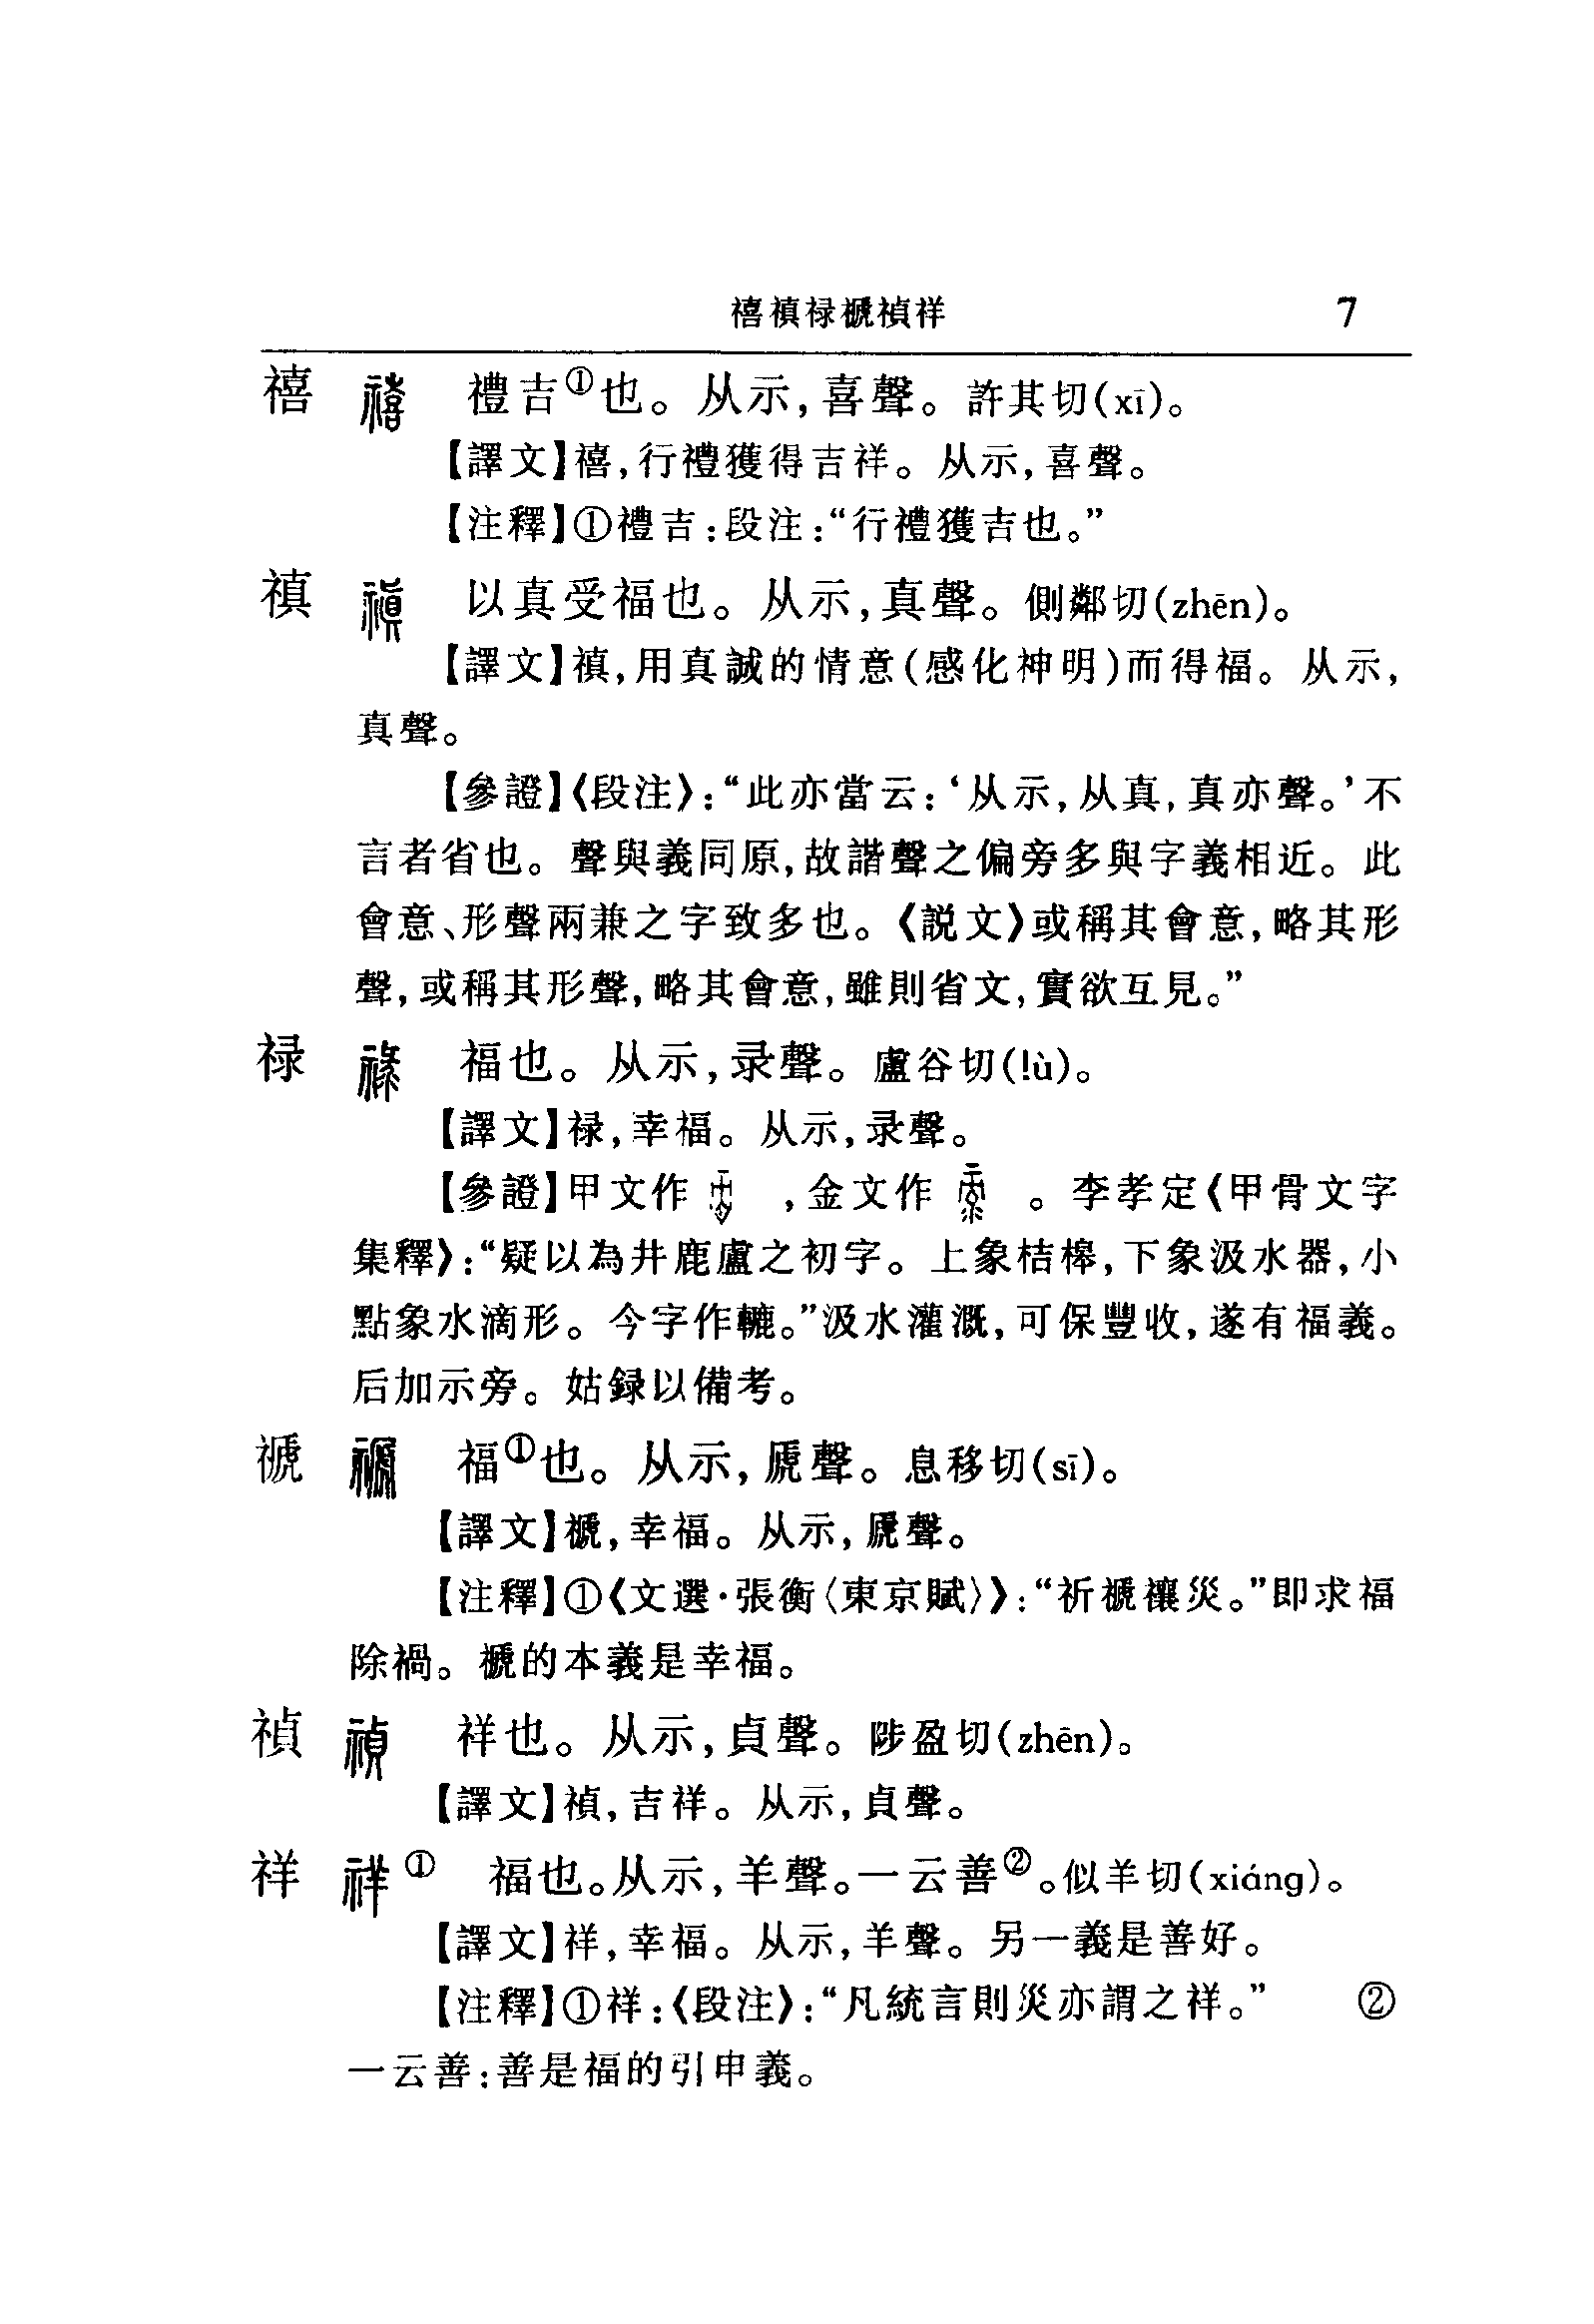 禧禛禄禠禎祥 7
禧 禮吉①也。从示,喜聲。許其切(xī)。
【譯文】禧,行禮獲得吉祥。从示,喜聲。
【注釋】①禮吉:段注:“行禮獲吉也。”
禛 以真受福也。从示,真聲。側鄰切(zhēn)。
【譯文】禛,用真誠的情意(感化神明)而得福。从示,
真聲。
【參證】《段注》:“此亦當云:‘从示,从真,真亦聲。’不
言者省也。聲與義同原,故諧聲之偏旁多與字義相近。此
會意、形聲兩兼之字致多也。《説文》或稱其會意,略其形
聲,或稱其形聲,略其會意,雖則省文,實欲互見。”
禄 福也。从示,录聲。盧谷切(lù)。
【譯文】禄,幸福。从示,录聲。
【參證】甲文作 ,金文作 。李孝定《甲骨文字
集釋》:“疑以為井鹿盧之初字。上象桔槔,下象汲水器,小
點象水滴形。今字作轆。”汲水灌溉,可保豐收,遂有福義。
后加示旁。姑録以備考。
禠 福①也。从示,虒聲。息移切(sī)。
【譯文】禠,幸福。从示,虒聲。
【注釋】①《文選·張衡〈東京賦〉》:“祈禠禳災。”即求福
除禍。禠的本義是幸福。
禎 祥也。从示,貞聲。陟盈切(zhēn)。
【譯文】禎,吉祥。从示,貞聲。
祥 ① 福也。从示,羊聲。一云善②。似羊切(xiáng)。
【譯文】祥,幸福。从示,羊聲。另一義是善好。
【注釋】①祥:《段注》:“凡統言則災亦謂之祥。” ②
一云善:善是福的引申義。